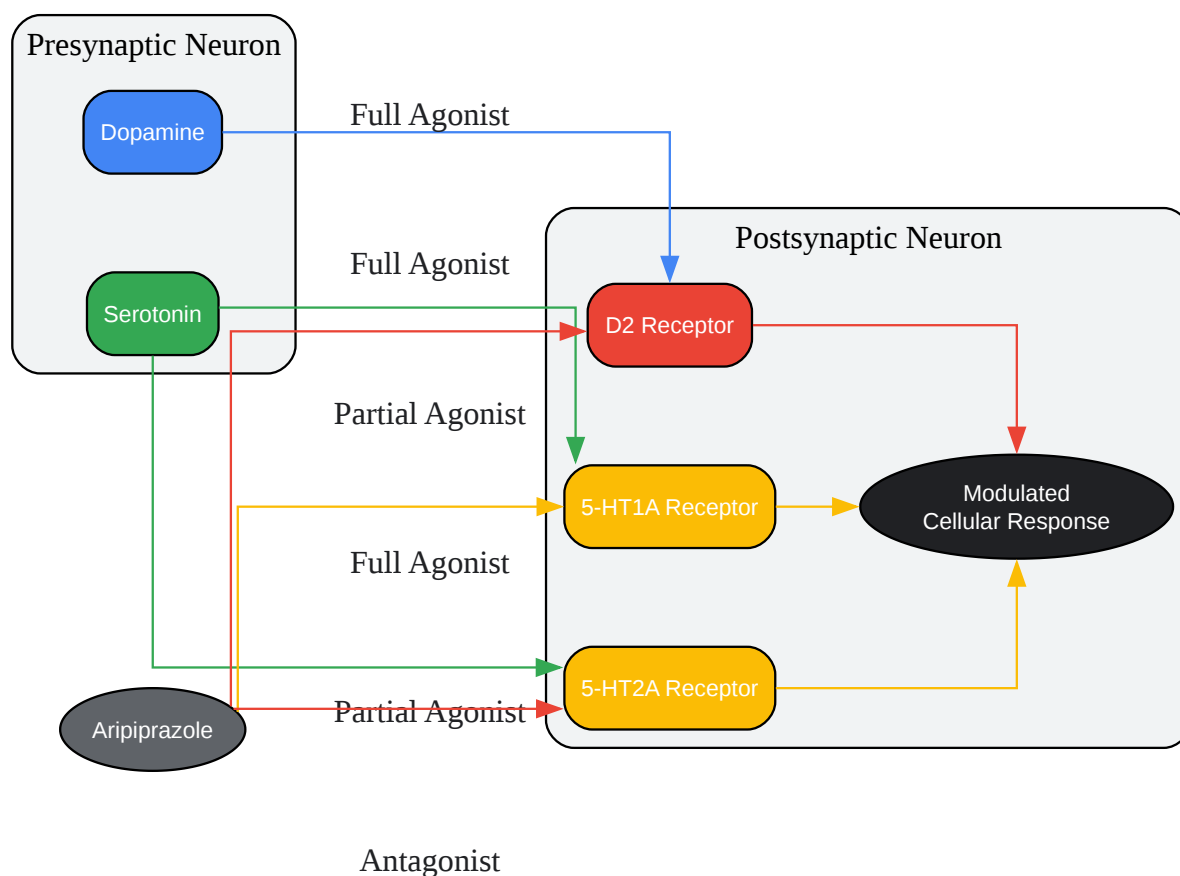 Presynaptic Neuron
Dopamine
Full Agonist
Postsynaptic Neuron
Full Agonist
Serotonin
D2 Receptor
Partial Agonist
5-HT1A Receptor
Modulated
Cellular Response
Full Agonist
5-HT2A Receptor
Partial Agonist
Aripiprazole
Antagonist